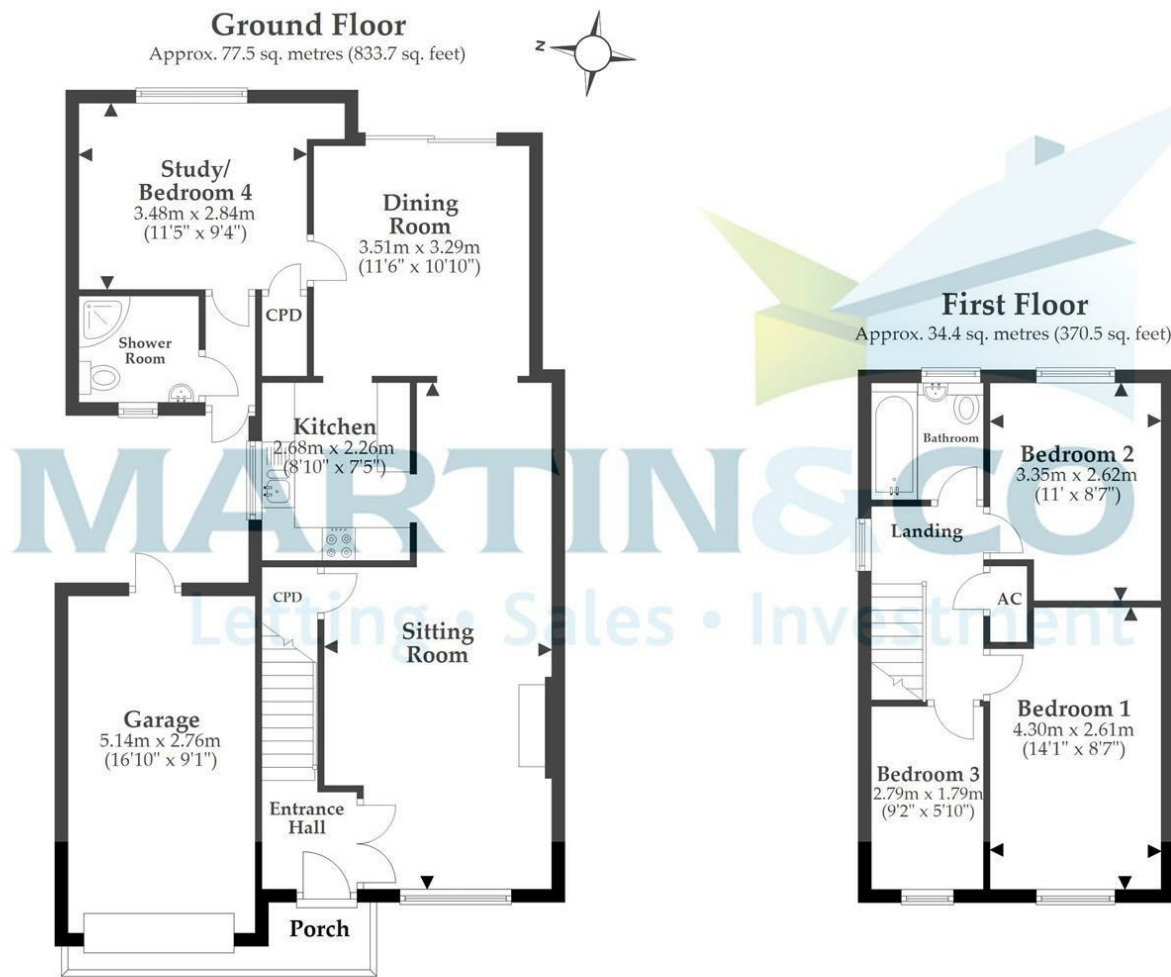 Ground Floor
Approx. 77.5 sq. metres (833.7 sq. feet)
N
Study/
Bedroom 4
3.48m x 2.84m
(11'5" x 9'4")
Dining
Room
3.51m x 3.29m
(11'6" x 10'10")
CPD
Shower
Room
Kitchen
2.68m x 2.26m
(8'10" x 7'5")
CPD
Sitting
Room
Garage
5.14m x 2.76m
(16'10" x 9'1")
Entrance
Hall
Porch
First Floor
Approx. 34.4 sq. metres (370.5 sq. feet)
Bathroom
Bedroom 2
3.35m x 2.62m
(11' x 8'7")
Landing
AC
Bedroom 1
4.30m x 2.61m
(14'1" x 8'7")
Bedroom 3
2.79m x 1.79m
(9'2" x 5'10")
MARTIN&CO
Letting • Sales • Investment